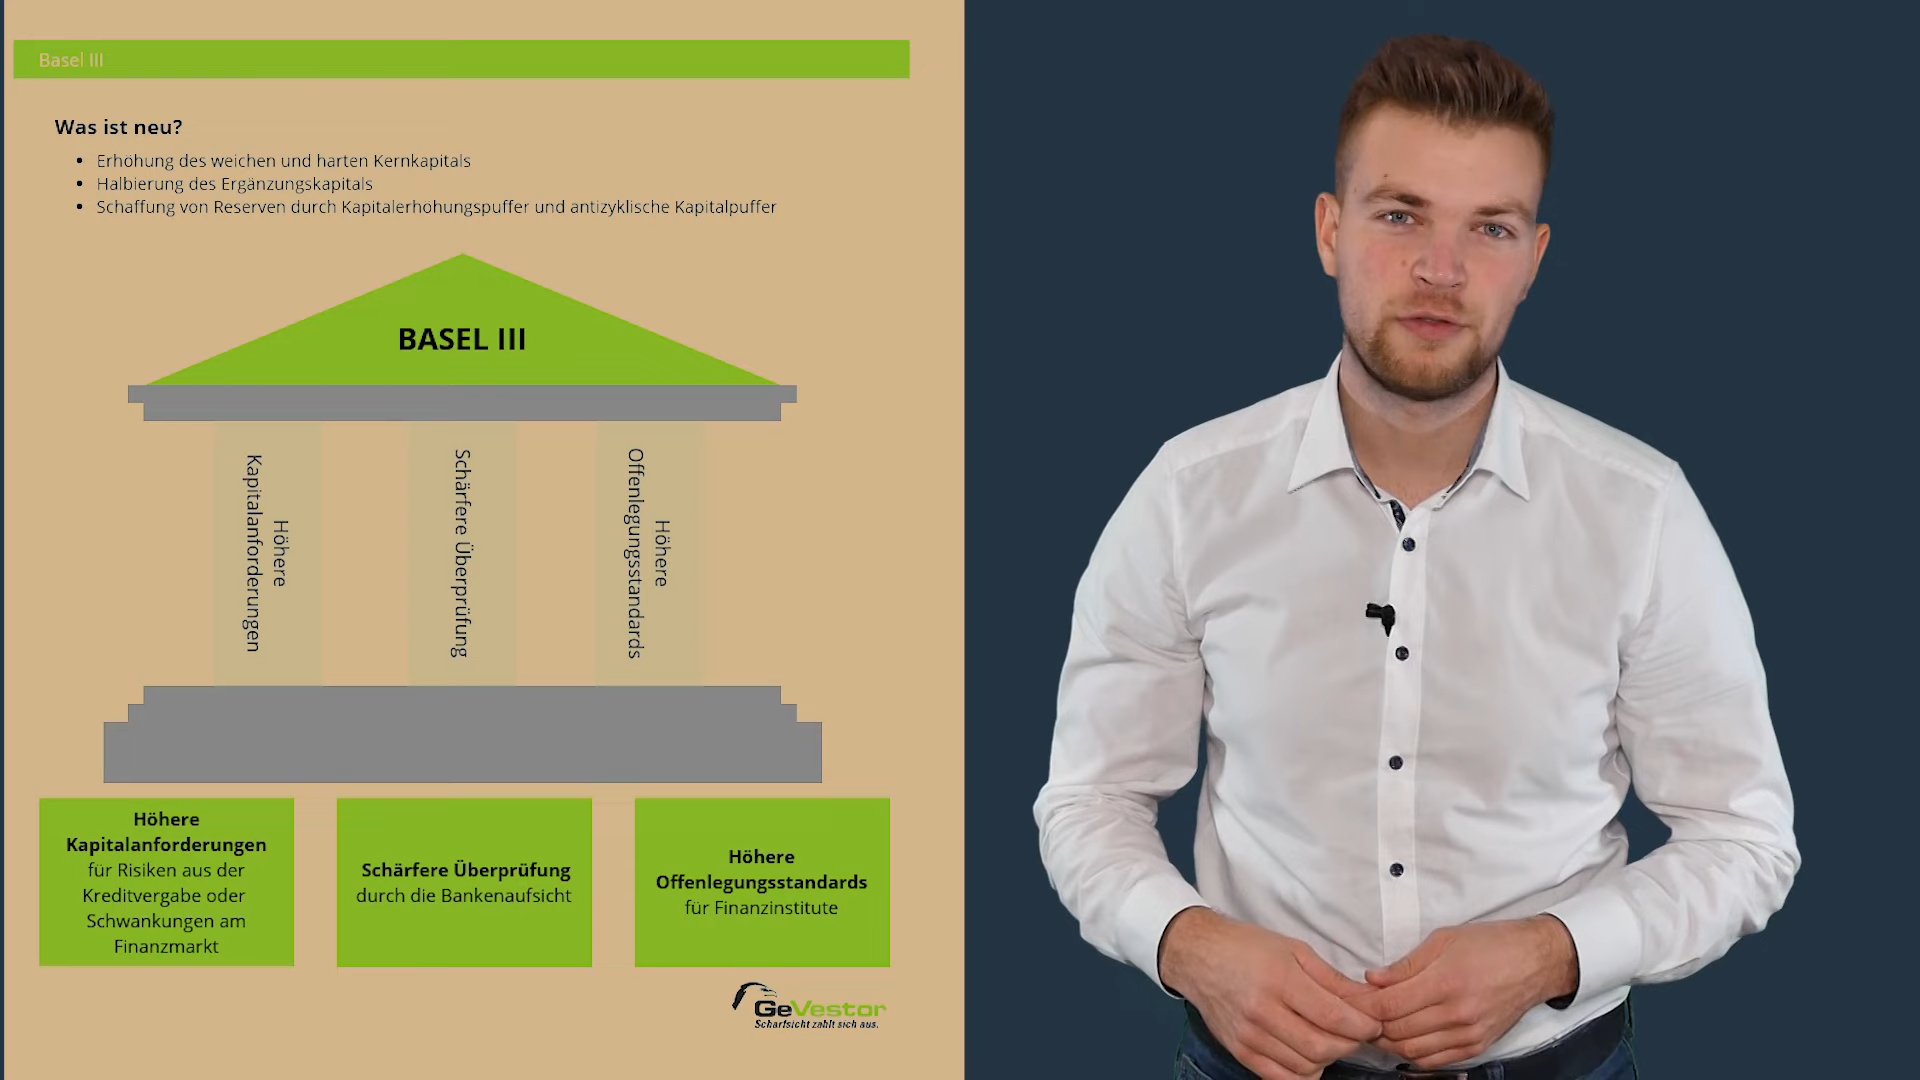 Basel III
Was ist neu?
• Erhöhung des weichen und harten Kernkapitals
• Halbierung des Ergänzungskapitals
• Schaffung von Reserven durch Kapitalerhöhungspuffer und antizyklische Kapitalpuffer
BASEL III
Höhere
Kapitalanforderungen
Schärfere Überprüfung
Höhere
Offenlegungsstandards
Höhere
Kapitalanforderungen
für Risiken aus der
Kreditvergabe oder
Schwankungen am
Finanzmarkt
Schärfere Überprüfung
durch die Bankenaufsicht
Höhere
Offenlegungsstandards
für Finanzinstitute
GeVestor
Scharfsicht zahlt sich aus.